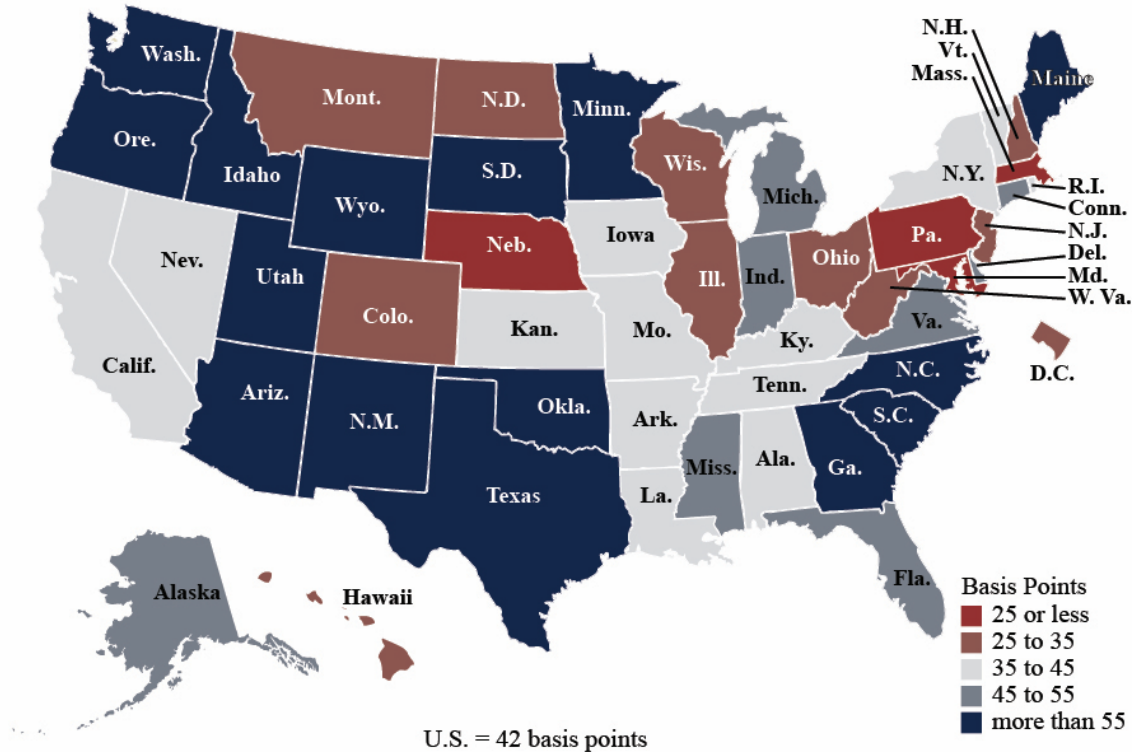 N.H.
Vt.
Mass.
Maine
Wash.
Mont.
N.D.
Minn.
Ore.
Idaho
S.D.
Wis.
Mich.
N.Y.
R.I.
Conn.
N.J.
Del.
Md.
W. Va.
Wyo.
Neb.
Iowa
Pa.
Nev.
Utah
Colo.
Kan.
Mo.
Ill.
Ind.
Ohio
Va.
Ky.
Calif.
Tenn.
N.C.
D.C.
Ariz.
N.M.
Okla.
Ark.
S.C.
Texas
La.
Miss.
Ala.
Ga.
Fla.
Alaska
Hawaii
Basis Points
25 or less
25 to 35
35 to 45
45 to 55
more than 55
U.S. = 42 basis points